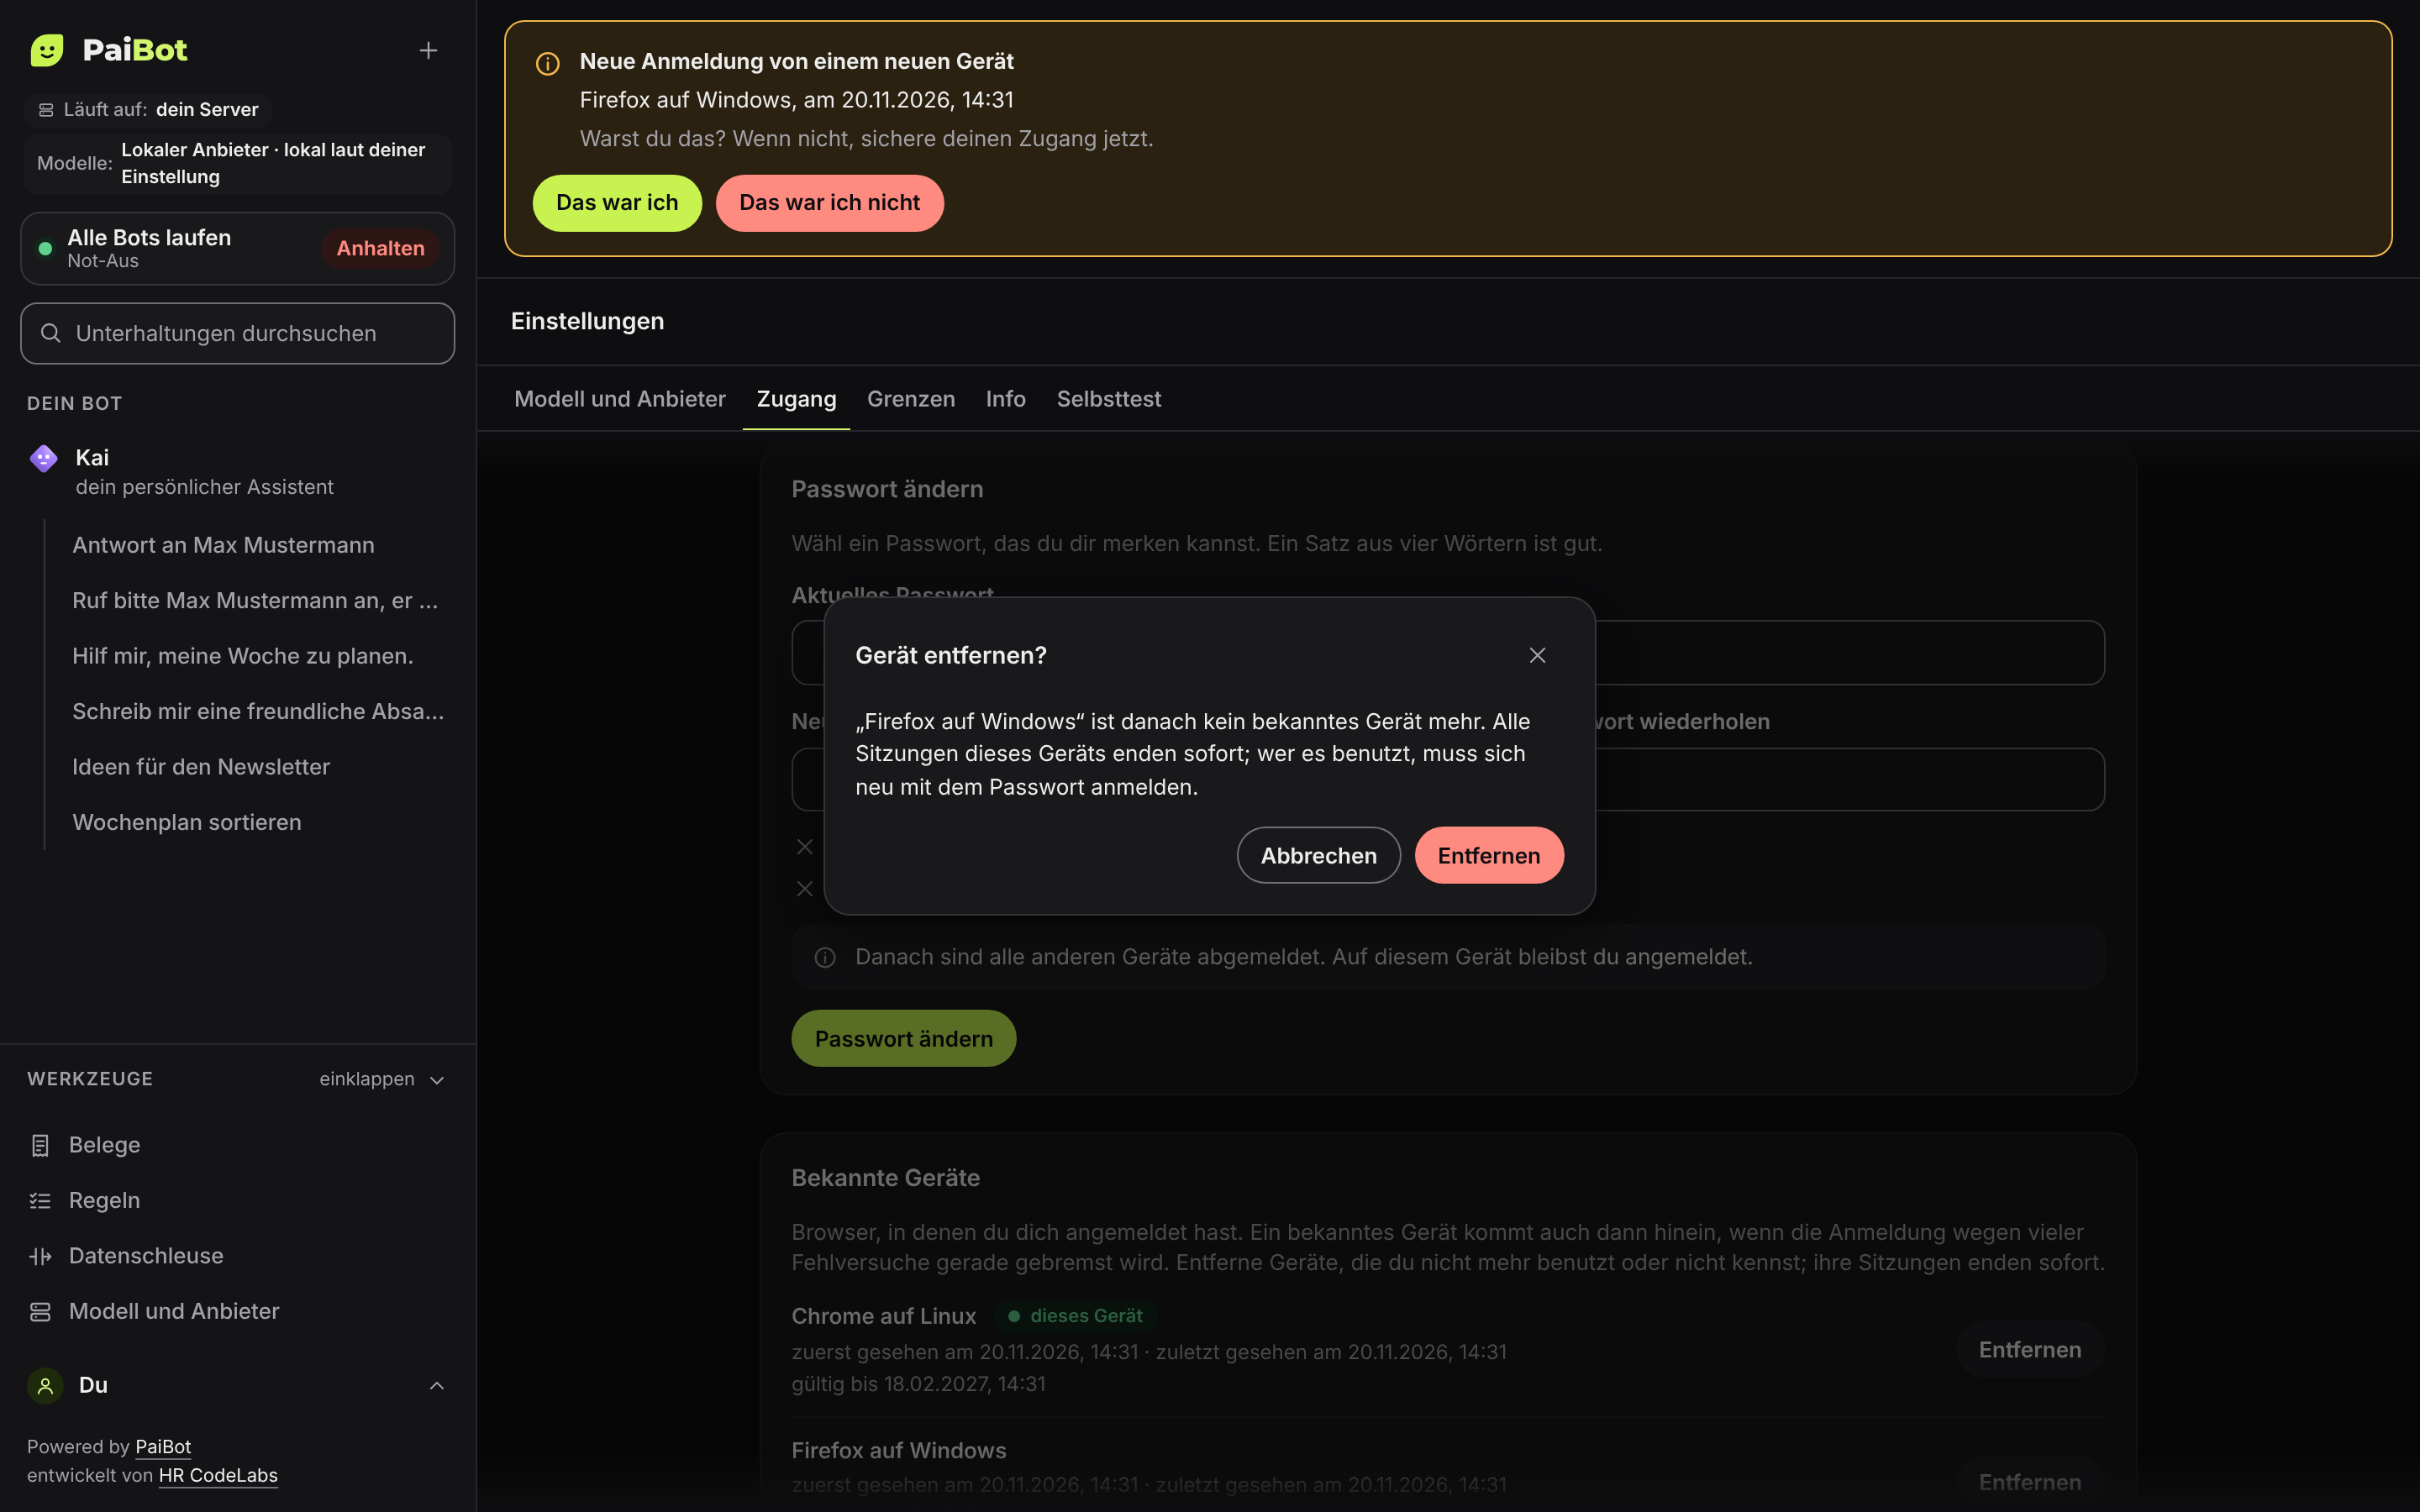 PaiBot
Läuft auf: dein Server
Modelle: Lokaler Anbieter · lokal laut deiner
Einstellung
Alle Bots laufen
Not-Aus
Anhalten
Unterhaltungen durchsuchen
DEIN BOT
Kai
dein persönlicher Assistent
Antwort an Max Mustermann
Ruf bitte Max Mustermann an, er ...
Hilf mir, meine Woche zu planen.
Schreib mir eine freundliche Absa...
Ideen für den Newsletter
Wochenplan sortieren
WERKZEUGE
einklappen
Belege
Regeln
Datenschleuse
Modell und Anbieter
Du
Powered by PaiBot
entwickelt von HR CodeLabs
Neue Anmeldung von einem neuen Gerät
Firefox auf Windows, am 20.11.2026, 14:31
Warst du das? Wenn nicht, sichere deinen Zugang jetzt.
Das war ich
Das war ich nicht
Einstellungen
Modell und Anbieter
Zugang
Grenzen
Info
Selbsttest
Passwort ändern
Wähl ein Passwort, das du dir merken kannst. Ein Satz aus vier Wörtern ist gut.
Aktuelles Passwort
wiederholen
Gerät entfernen?
„Firefox auf Windows“ ist danach kein bekanntes Gerät mehr. Alle
Sitzungen dieses Geräts enden sofort; wer es benutzt, muss sich
neu mit dem Passwort anmelden.
Abbrechen
Entfernen
Danach sind alle anderen Geräte abgemeldet. Auf diesem Gerät bleibst du angemeldet.
Passwort ändern
Bekannte Geräte
Browser, in denen du dich angemeldet hast. Ein bekanntes Gerät kommt auch dann hinein, wenn die Anmeldung wegen vieler
Fehlversuche gerade gebremst wird. Entferne Geräte, die du nicht mehr benutzt oder nicht kennst; ihre Sitzungen enden sofort.
Chrome auf Linux
dieses Gerät
zuerst gesehen am 20.11.2026, 14:31 · zuletzt gesehen am 20.11.2026, 14:31
gültig bis 18.02.2027, 14:31
Entfernen
Firefox auf Windows
zuerst gesehen am 20.11.2026, 14:31 · zuletzt gesehen am 20.11.2026, 14:31
Entfernen